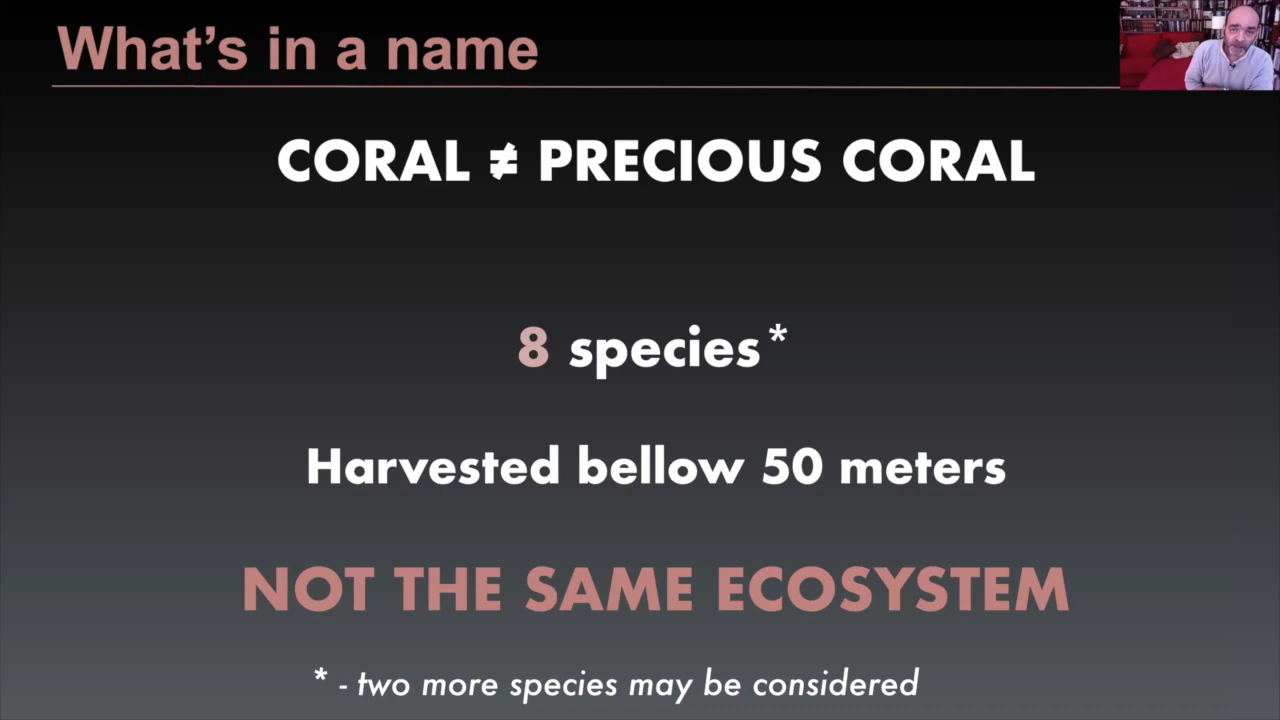 What's in a name
CORAL ≠ PRECIOUS CORAL
8 species*
Harvested bellow 50 meters
NOT THE SAME ECOSYSTEM
* - two more species may be considered